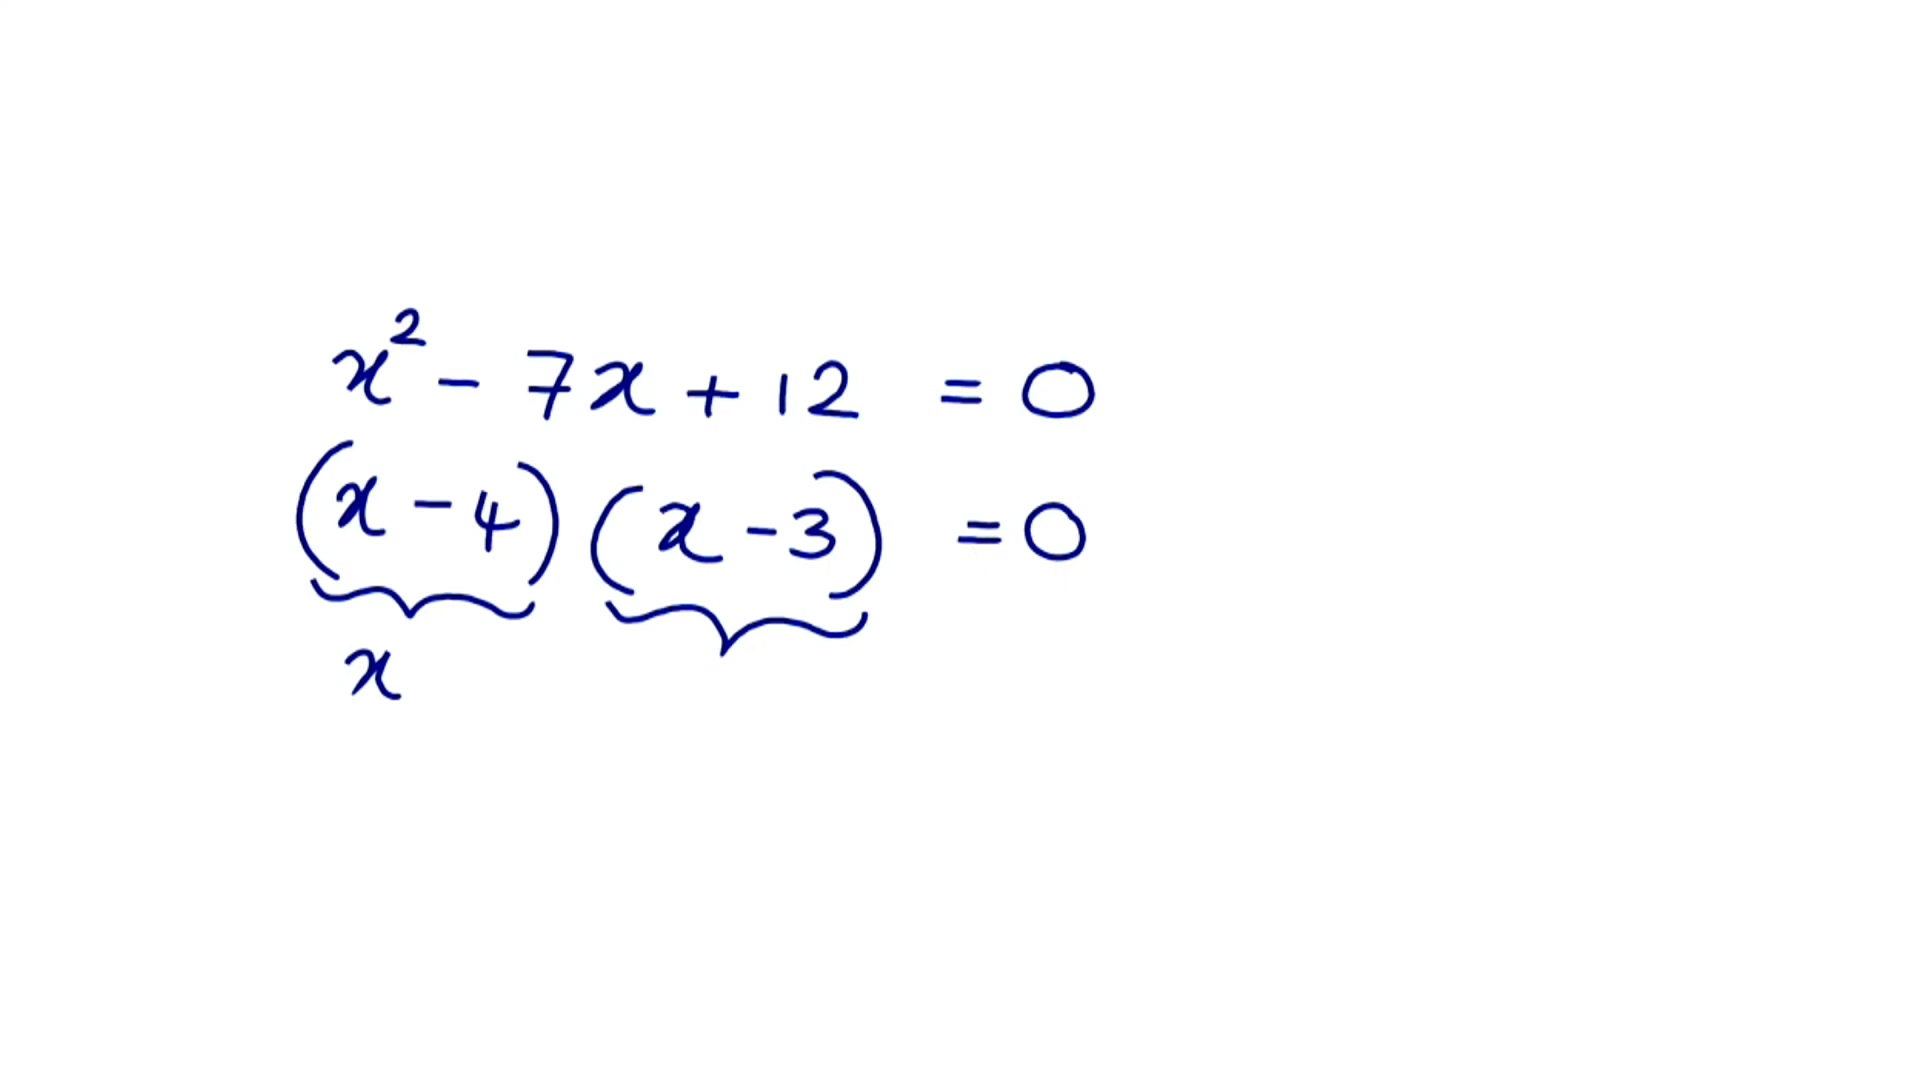 x² - 7x + 12 = 0
(x - 4) (x - 3) = 0
x